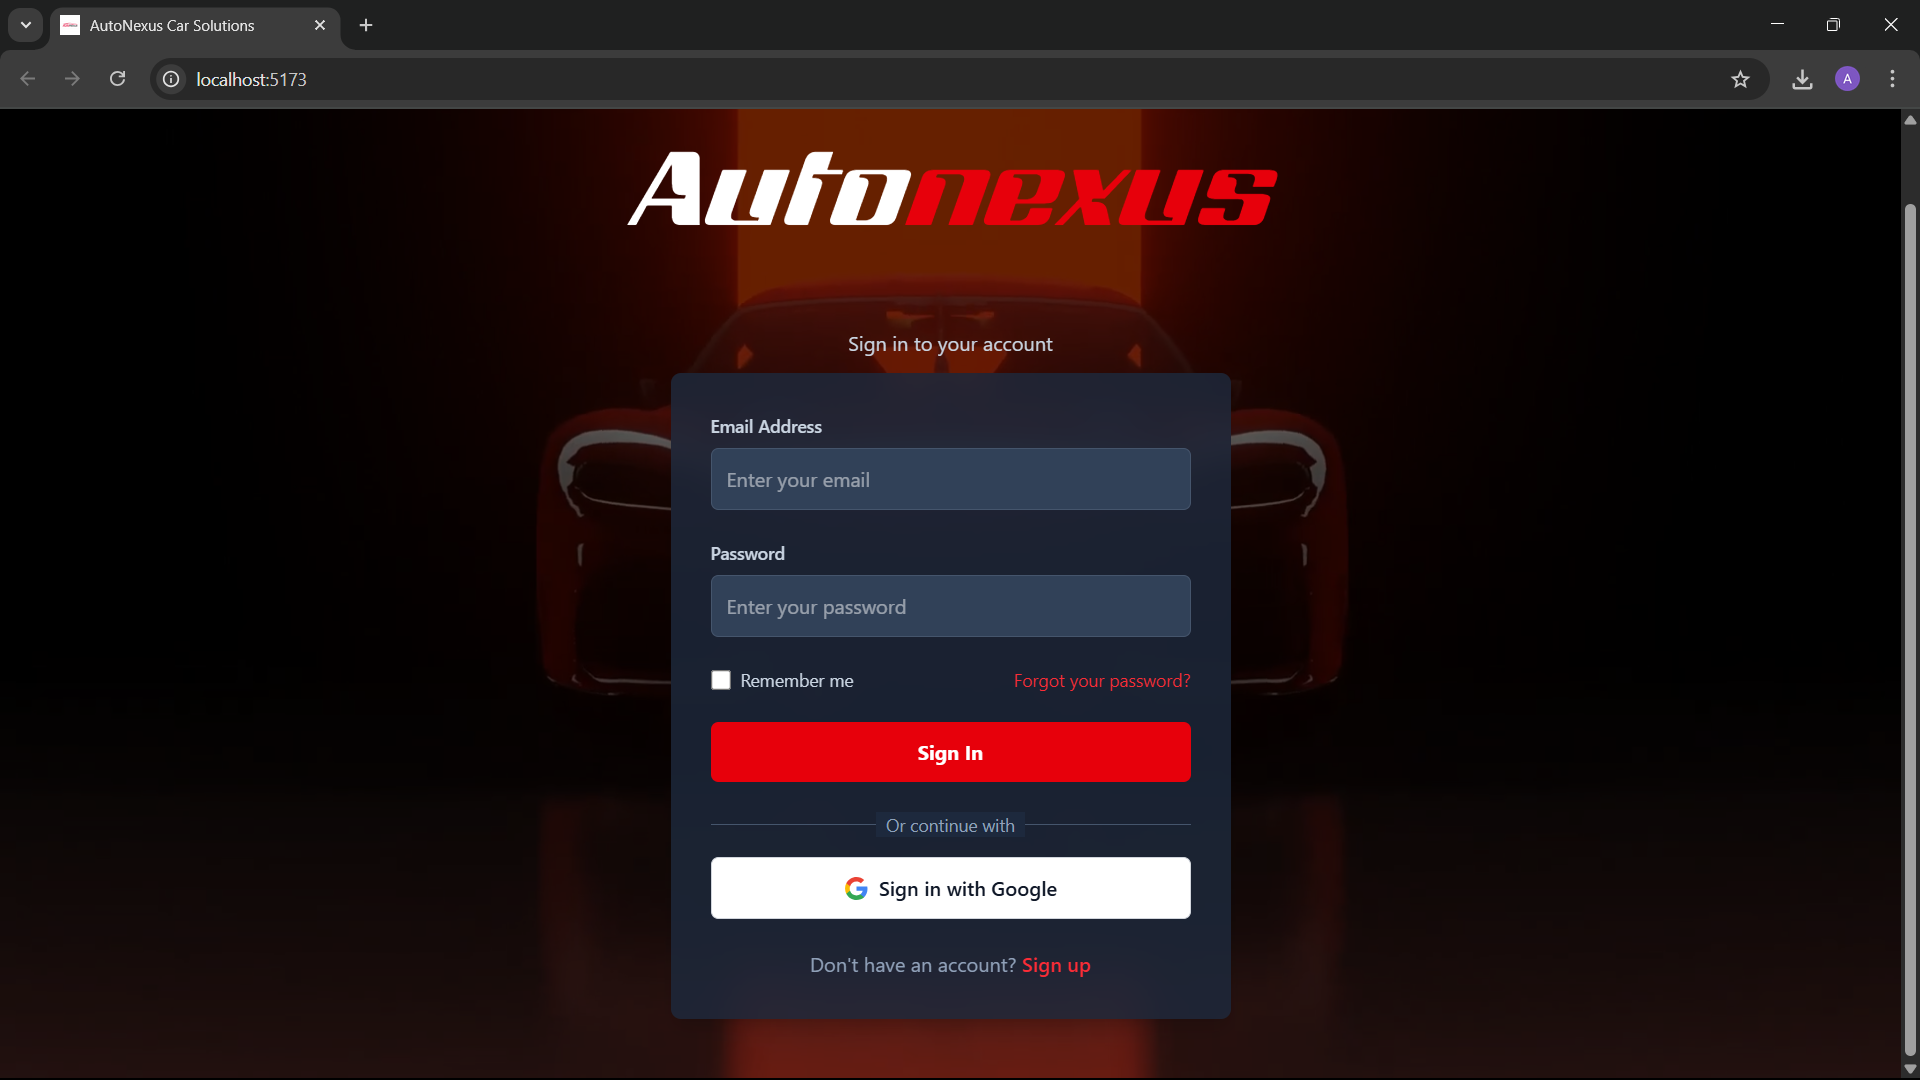 AutoNexus Car Solutions
localhost:5173
A
Autonexus
Sign in to your account
Email Address
Enter your email
Password
Enter your password
Remember me
Forgot your password?
Sign In
Or continue with
Sign in with Google
Don't have an account? Sign up